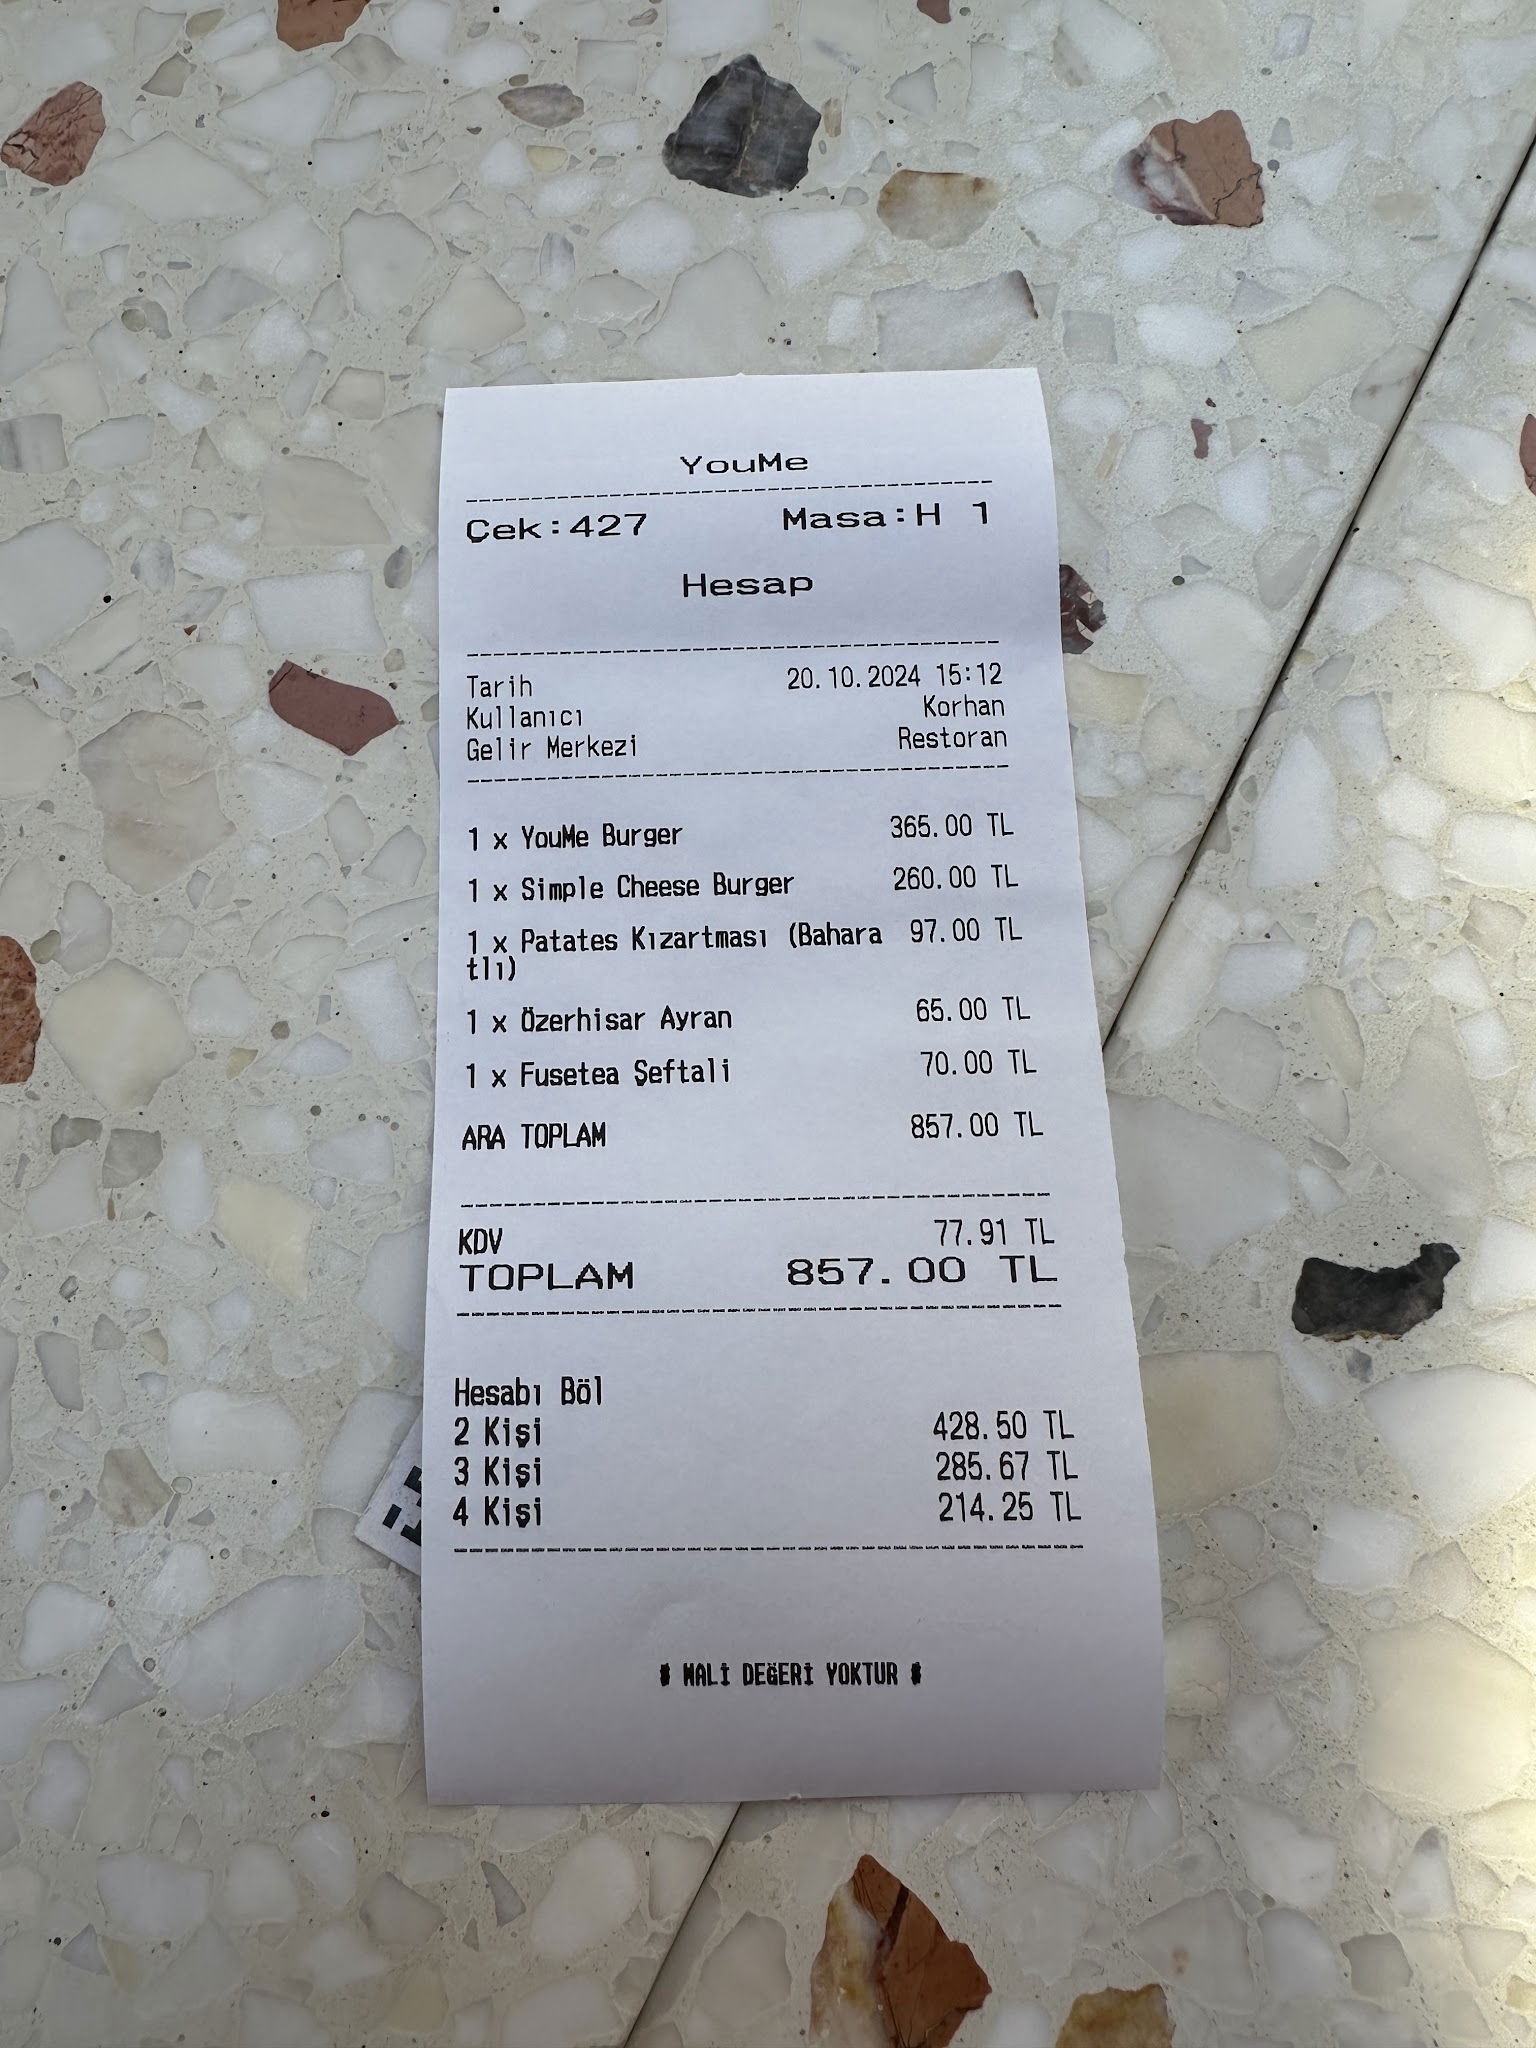 YouMe
Çek:427 Masa:H 1
Hesap
Tarih 20.10.2024 15:12
Kullanıcı Korhan
Gelir Merkezi Restoran
1 x YouMe Burger 365.00 TL
1 x Simple Cheese Burger 260.00 TL
1 x Patates Kızartması (Bahara 97.00 TL
tlı)
1 x Özerhisar Ayran 65.00 TL
1 x Fusetea Şeftali 70.00 TL
ARA TOPLAM 857.00 TL
KDV 77.91 TL
TOPLAM 857.00 TL
Hesabı Böl
2 Kişi 428.50 TL
3 Kişi 285.67 TL
4 Kişi 214.25 TL
# MALİ DEĞERİ YOKTUR #